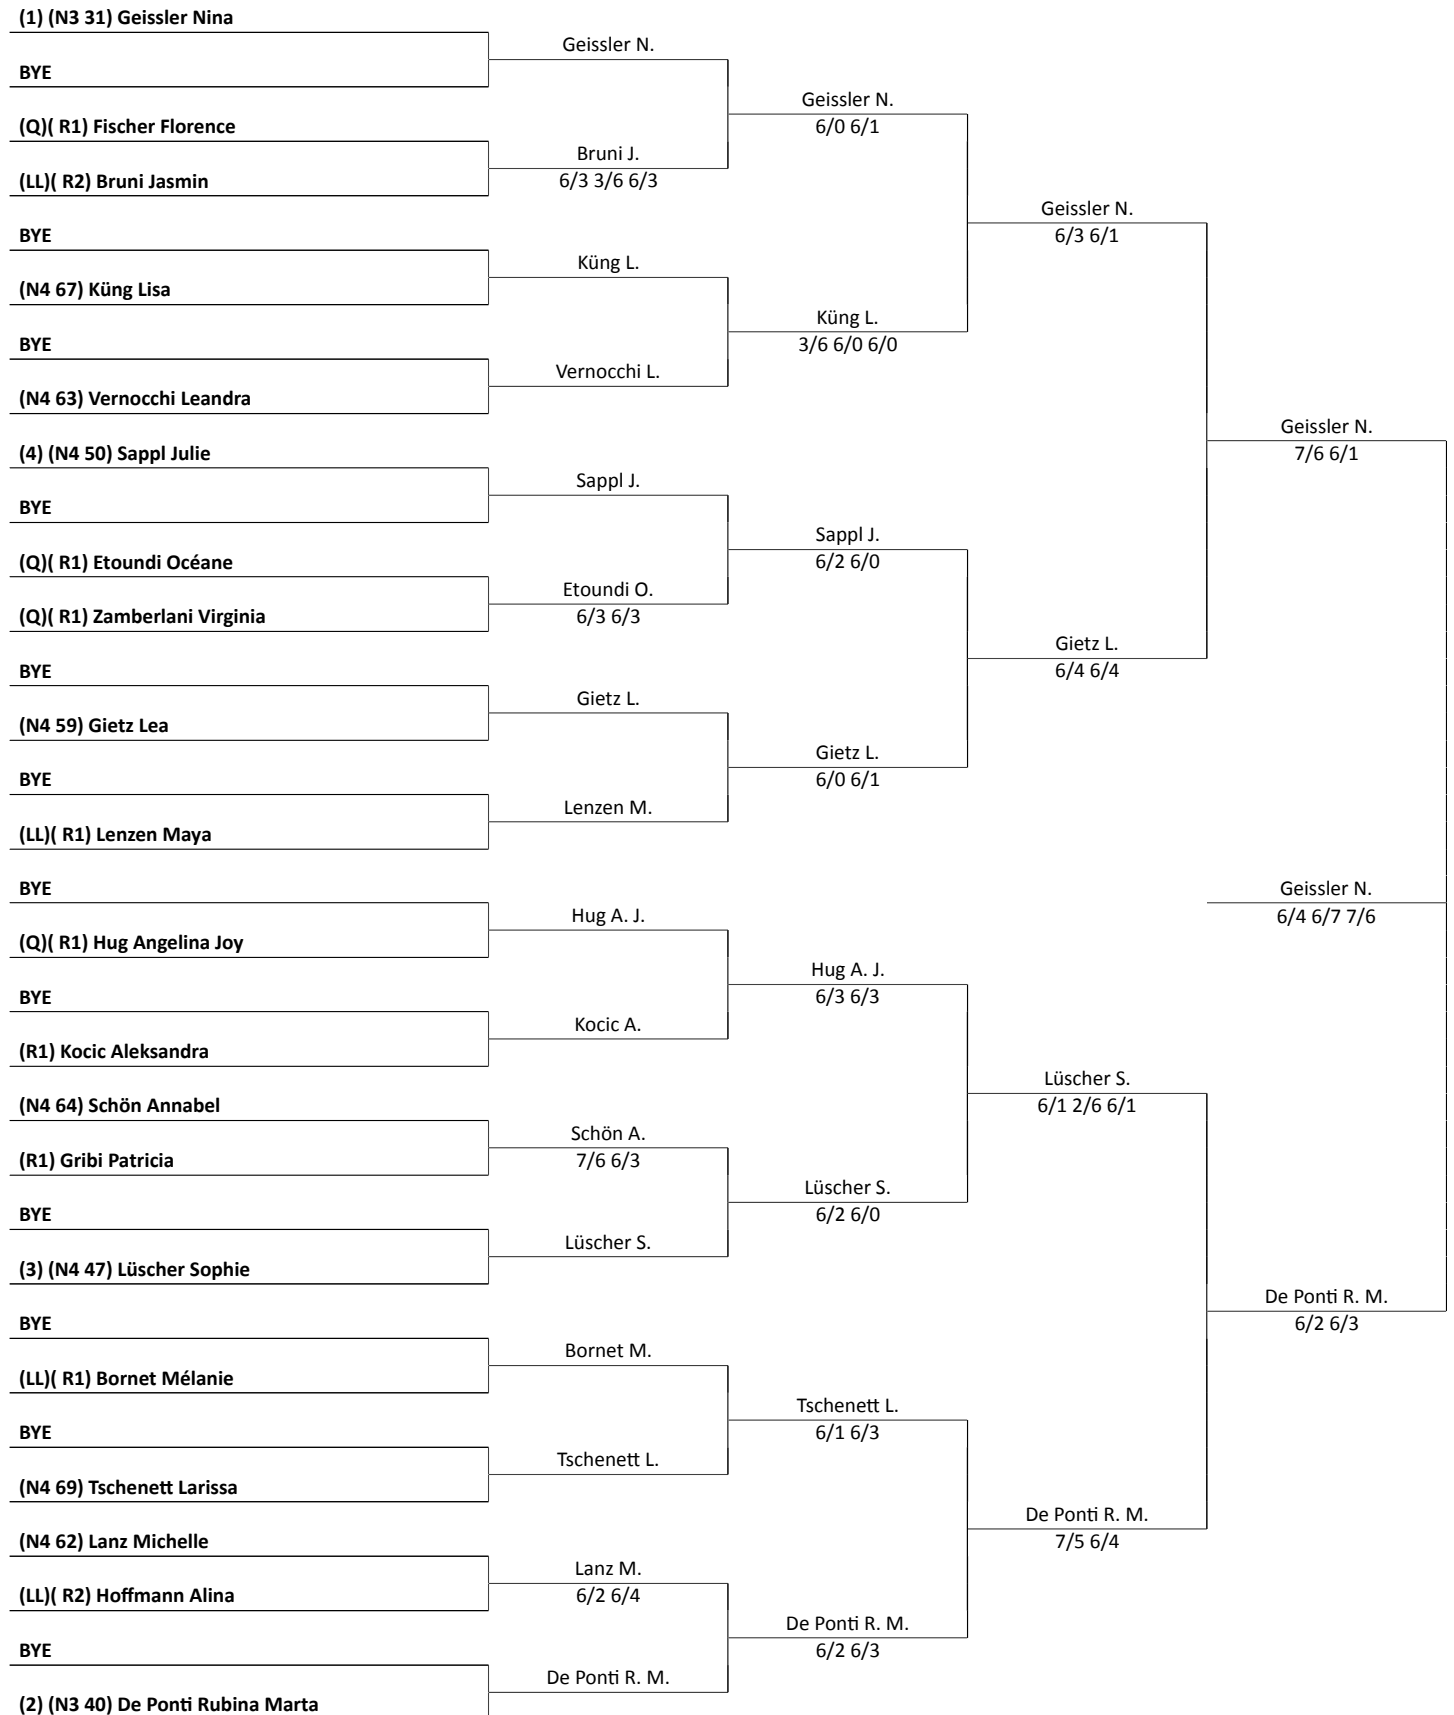 (1) (N3 31) Geissler Nina
Geissler N.
BYE
Geissler N.
6/0 6/1
(Q)( R1) Fischer Florence
Bruni J.
6/3 3/6 6/3
(LL)( R2) Bruni Jasmin
Geissler N.
6/3 6/1
BYE
Küng L.
(N4 67) Küng Lisa
Küng L.
3/6 6/0 6/0
BYE
Vernocchi L.
(N4 63) Vernocchi Leandra
Geissler N.
7/6 6/1
(4) (N4 50) Sappl Julie
Sappl J.
BYE
Sappl J.
6/2 6/0
(Q)( R1) Etoundi Océane
Etoundi O.
6/3 6/3
(Q)( R1) Zamberlani Virginia
Gietz L.
6/4 6/4
BYE
Gietz L.
(N4 59) Gietz Lea
Gietz L.
6/0 6/1
BYE
Lenzen M.
(LL)( R1) Lenzen Maya
BYE
Geissler N.
6/4 6/7 7/6
Hug A. J.
(Q)( R1) Hug Angelina Joy
Hug A. J.
6/3 6/3
BYE
Kocic A.
(R1) Kocic Aleksandra
Lüscher S.
6/1 2/6 6/1
(N4 64) Schön Annabel
Schön A.
7/6 6/3
(R1) Gribi Patricia
Lüscher S.
6/2 6/0
BYE
Lüscher S.
(3) (N4 47) Lüscher Sophie
De Ponti R. M.
6/2 6/3
BYE
Bornet M.
(LL)( R1) Bornet Mélanie
Tschenett L.
6/1 6/3
BYE
Tschenett L.
(N4 69) Tschenett Larissa
De Ponti R. M.
7/5 6/4
(N4 62) Lanz Michelle
Lanz M.
6/2 6/4
(LL)( R2) Hoffmann Alina
De Ponti R. M.
6/2 6/3
BYE
De Ponti R. M.
(2) (N3 40) De Ponti Rubina Marta